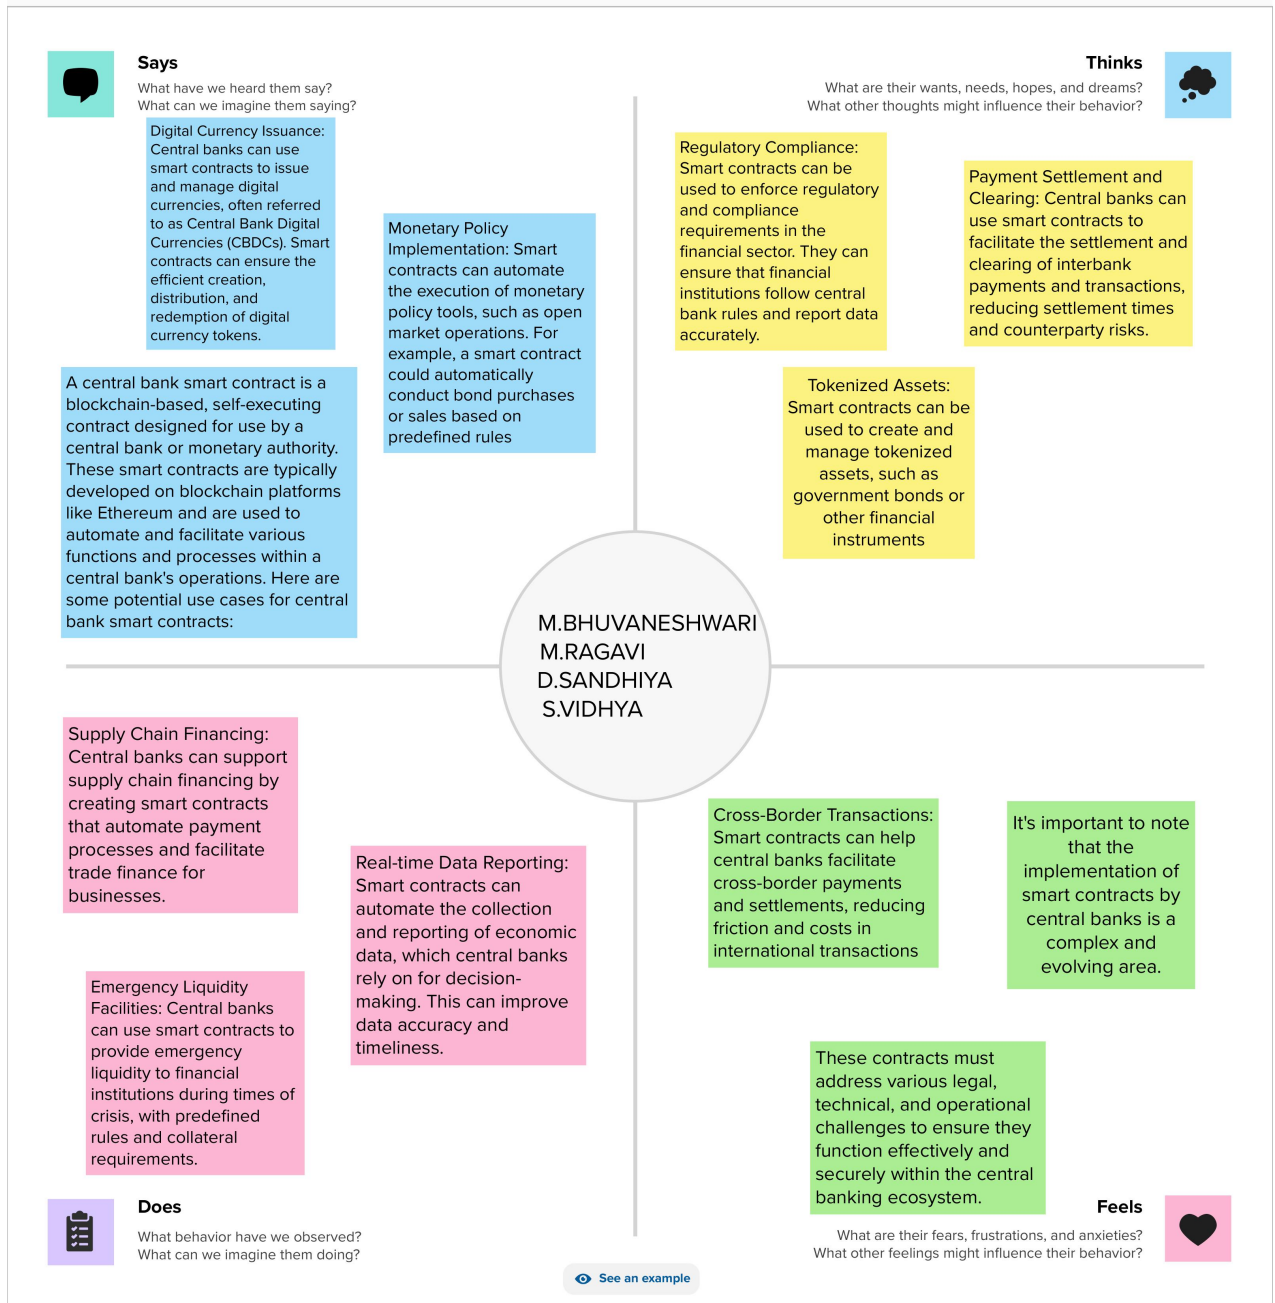 Says
What have we heard them say?
What can we imagine them saying?
Digital Currency Issuance:
Central banks can use
smart contracts to issue
and manage digital
currencies, often referred
to as Central Bank Digital
Currencies (CBDCs). Smart
contracts can ensure the
efficient creation,
distribution, and
redemption of digital
currency tokens.
Monetary Policy
Implementation: Smart
contracts can automate
the execution of monetary
policy tools, such as open
market operations. For
example, a smart contract
could automatically
conduct bond purchases
or sales based on
predefined rules
A central bank smart contract is a
blockchain-based, self-executing
contract designed for use by a
central bank or monetary authority.
These smart contracts are typically
developed on blockchain platforms
like Ethereum and are used to
automate and facilitate various
functions and processes within a
central bank's operations. Here are
some potential use cases for central
bank smart contracts:
Thinks
What are their wants, needs, hopes, and dreams?
What other thoughts might influence their behavior?
Regulatory Compliance:
Smart contracts can be
used to enforce regulatory
and compliance
requirements in the
financial sector. They can
ensure that financial
institutions follow central
bank rules and report data
accurately.
Payment Settlement and
Clearing: Central banks can
use smart contracts to
facilitate the settlement and
clearing of interbank
payments and transactions,
reducing settlement times
and counterparty risks.
Tokenized Assets:
Smart contracts can be
used to create and
manage tokenized
assets, such as
government bonds or
other financial
instruments
M.BHUVANESHWARI
M.RAGAVI
D.SANDHIYA
S.VIDHYA
Supply Chain Financing:
Central banks can support
supply chain financing by
creating smart contracts
that automate payment
processes and facilitate
trade finance for
businesses.
Real-time Data Reporting:
Smart contracts can
automate the collection
and reporting of economic
data, which central banks
rely on for decision-
making. This can improve
data accuracy and
timeliness.
Emergency Liquidity
Facilities: Central banks
can use smart contracts to
provide emergency
liquidity to financial
institutions during times of
crisis, with predefined
rules and collateral
requirements.
Does
What behavior have we observed?
What can we imagine them doing?
Cross-Border Transactions:
Smart contracts can help
central banks facilitate
cross-border payments
and settlements, reducing
friction and costs in
international transactions
It's important to note
that the
implementation of
smart contracts by
central banks is a
complex and
evolving area.
These contracts must
address various legal,
technical, and operational
challenges to ensure they
function effectively and
securely within the central
banking ecosystem.
Feels
What are their fears, frustrations, and anxieties?
What other feelings might influence their behavior?
See an example